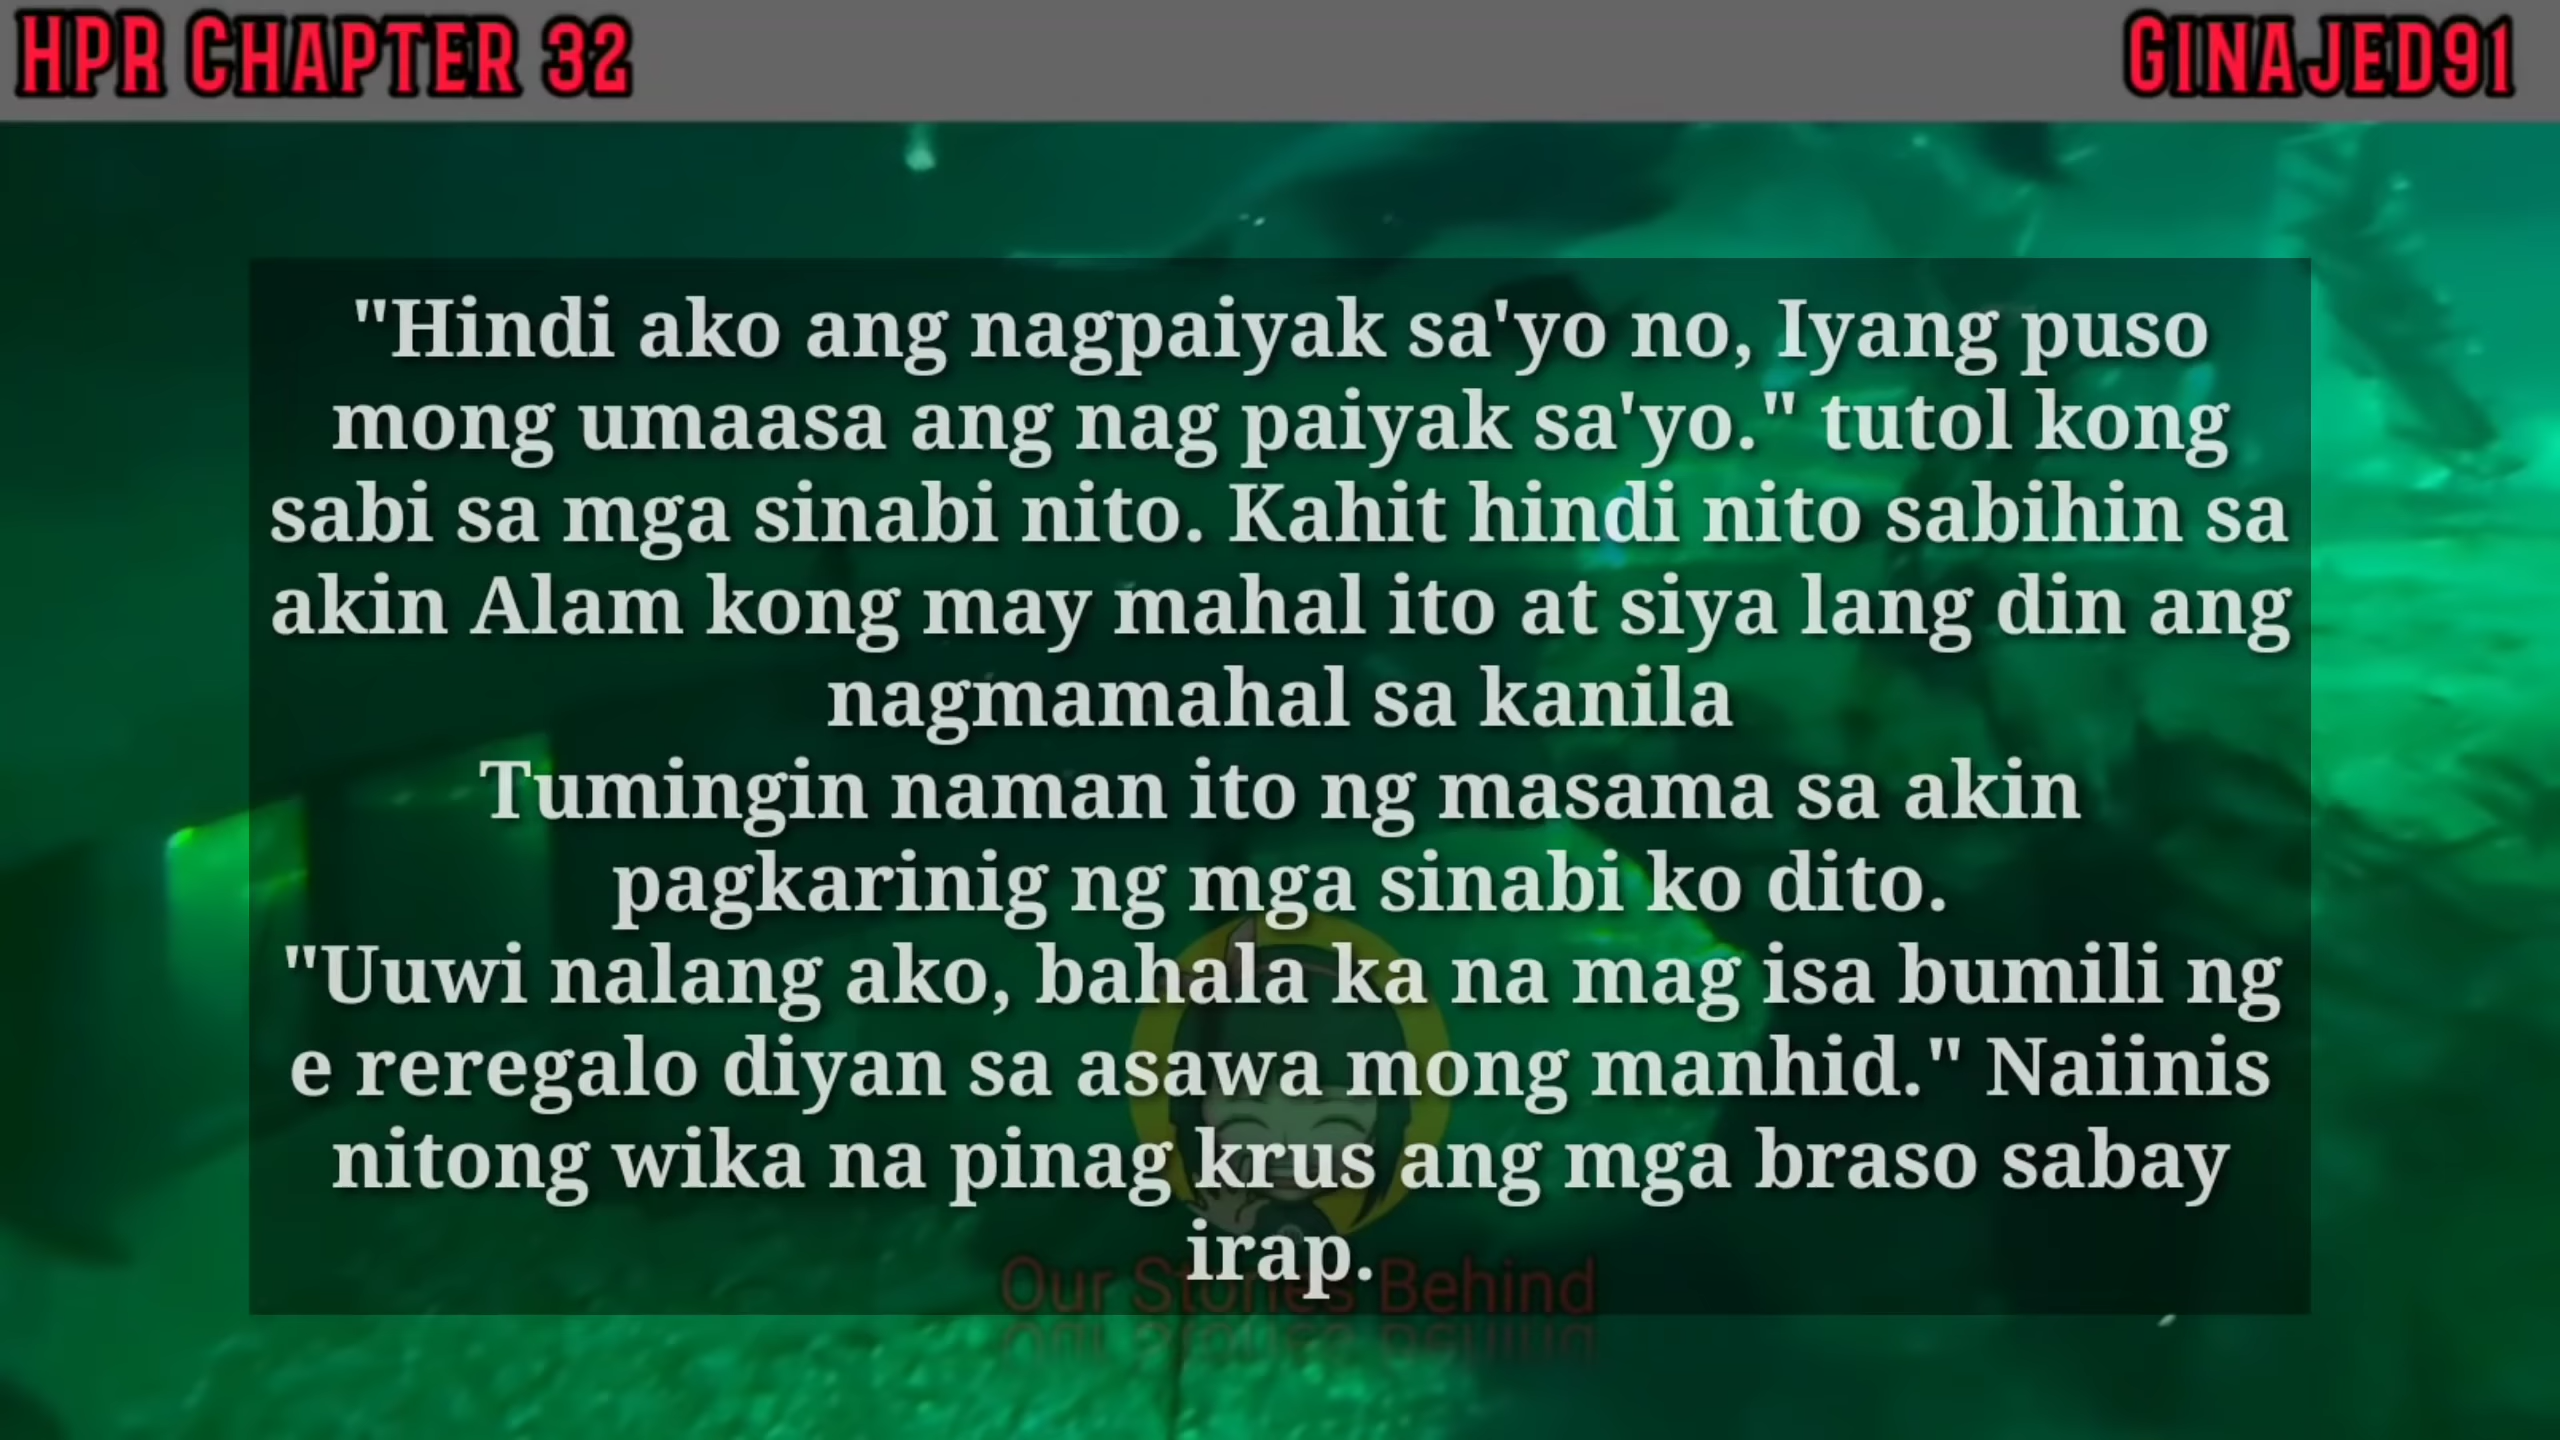 HPR CHAPTER 32
GINAJED91
"Hindi ako ang nagpaiyak sa'yo no, Iyang puso
mong umaasa ang nag paiyak sa'yo." tutol kong
sabi sa mga sinabi nito. Kahit hindi nito sabihin sa
akin Alam kong may mahal ito at siya lang din ang
nagmamahal sa kanila
Tumingin naman ito ng masama sa akin
pagkarinig ng mga sinabi ko dito.
"Uuwi nalang ako, bahala ka na mag isa bumili ng
e reregalo diyan sa asawa mong manhid." Naiinis
nitong wika na pinag krus ang mga braso sabay
irap.
Our Stories Behind